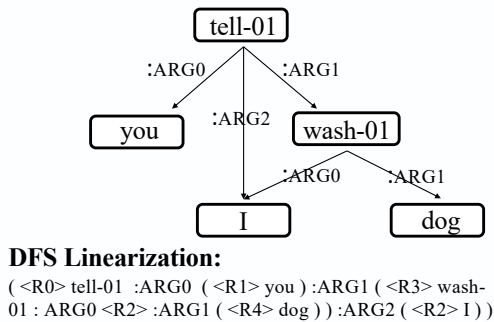 tell-01
:ARG0 :ARG1
:ARG2
you wash-01
:ARG0 :ARG1
I dog
DFS Linearization:
( <R0> tell-01 :ARG0 ( <R1> you ) :ARG1 ( <R3> wash-
01 : ARG0 <R2> :ARG1 ( <R4> dog ) ) :ARG2 ( <R2> I ) )